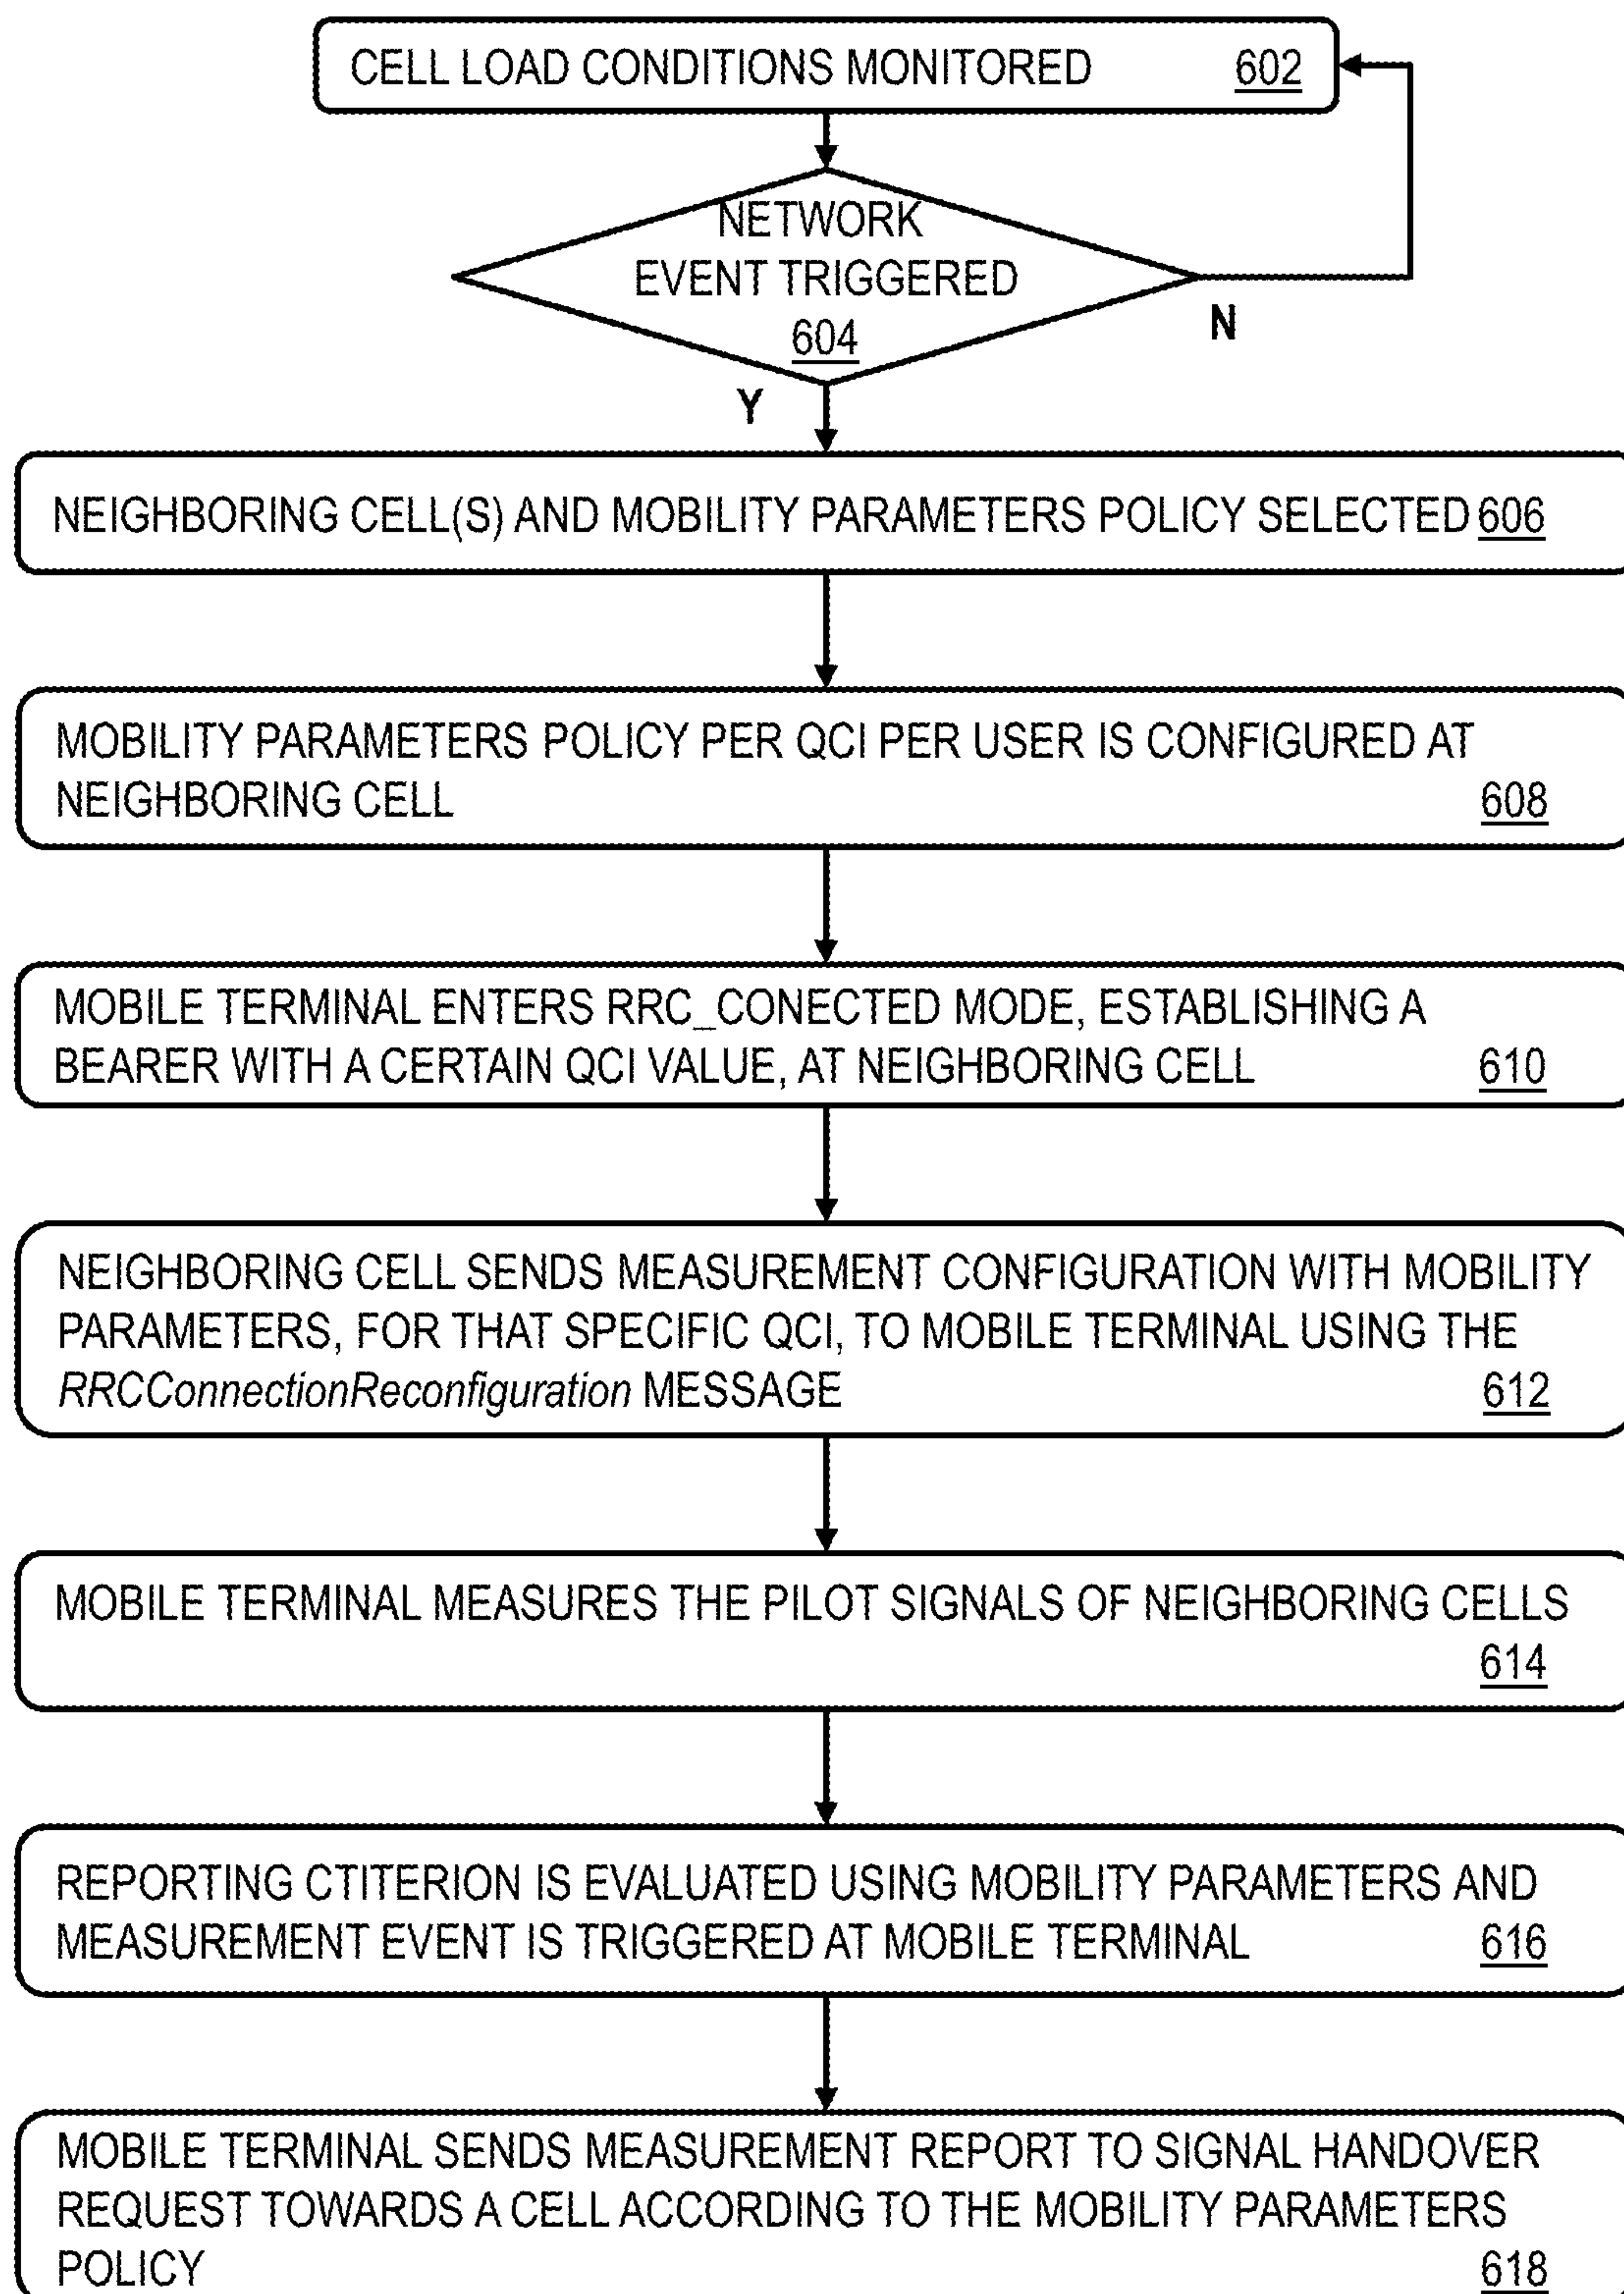 CELL LOAD CONDITIONS MONITORED 602
NETWORK
EVENT TRIGGERED
604
N
Y
NEIGHBORING CELL(S) AND MOBILITY PARAMETERS POLICY SELECTED 606
MOBILITY PARAMETERS POLICY PER QCI PER USER IS CONFIGURED AT
NEIGHBORING CELL 608
MOBILE TERMINAL ENTERS RRC_CONECTED MODE, ESTABLISHING A
BEARER WITH A CERTAIN QCI VALUE, AT NEIGHBORING CELL 610
NEIGHBORING CELL SENDS MEASUREMENT CONFIGURATION WITH MOBILITY
PARAMETERS, FOR THAT SPECIFIC QCI, TO MOBILE TERMINAL USING THE
RRCConnectionReconfiguration MESSAGE 612
MOBILE TERMINAL MEASURES THE PILOT SIGNALS OF NEIGHBORING CELLS
614
REPORTING CTITERION IS EVALUATED USING MOBILITY PARAMETERS AND
MEASUREMENT EVENT IS TRIGGERED AT MOBILE TERMINAL 616
MOBILE TERMINAL SENDS MEASUREMENT REPORT TO SIGNAL HANDOVER
REQUEST TOWARDS A CELL ACCORDING TO THE MOBILITY PARAMETERS
POLICY 618